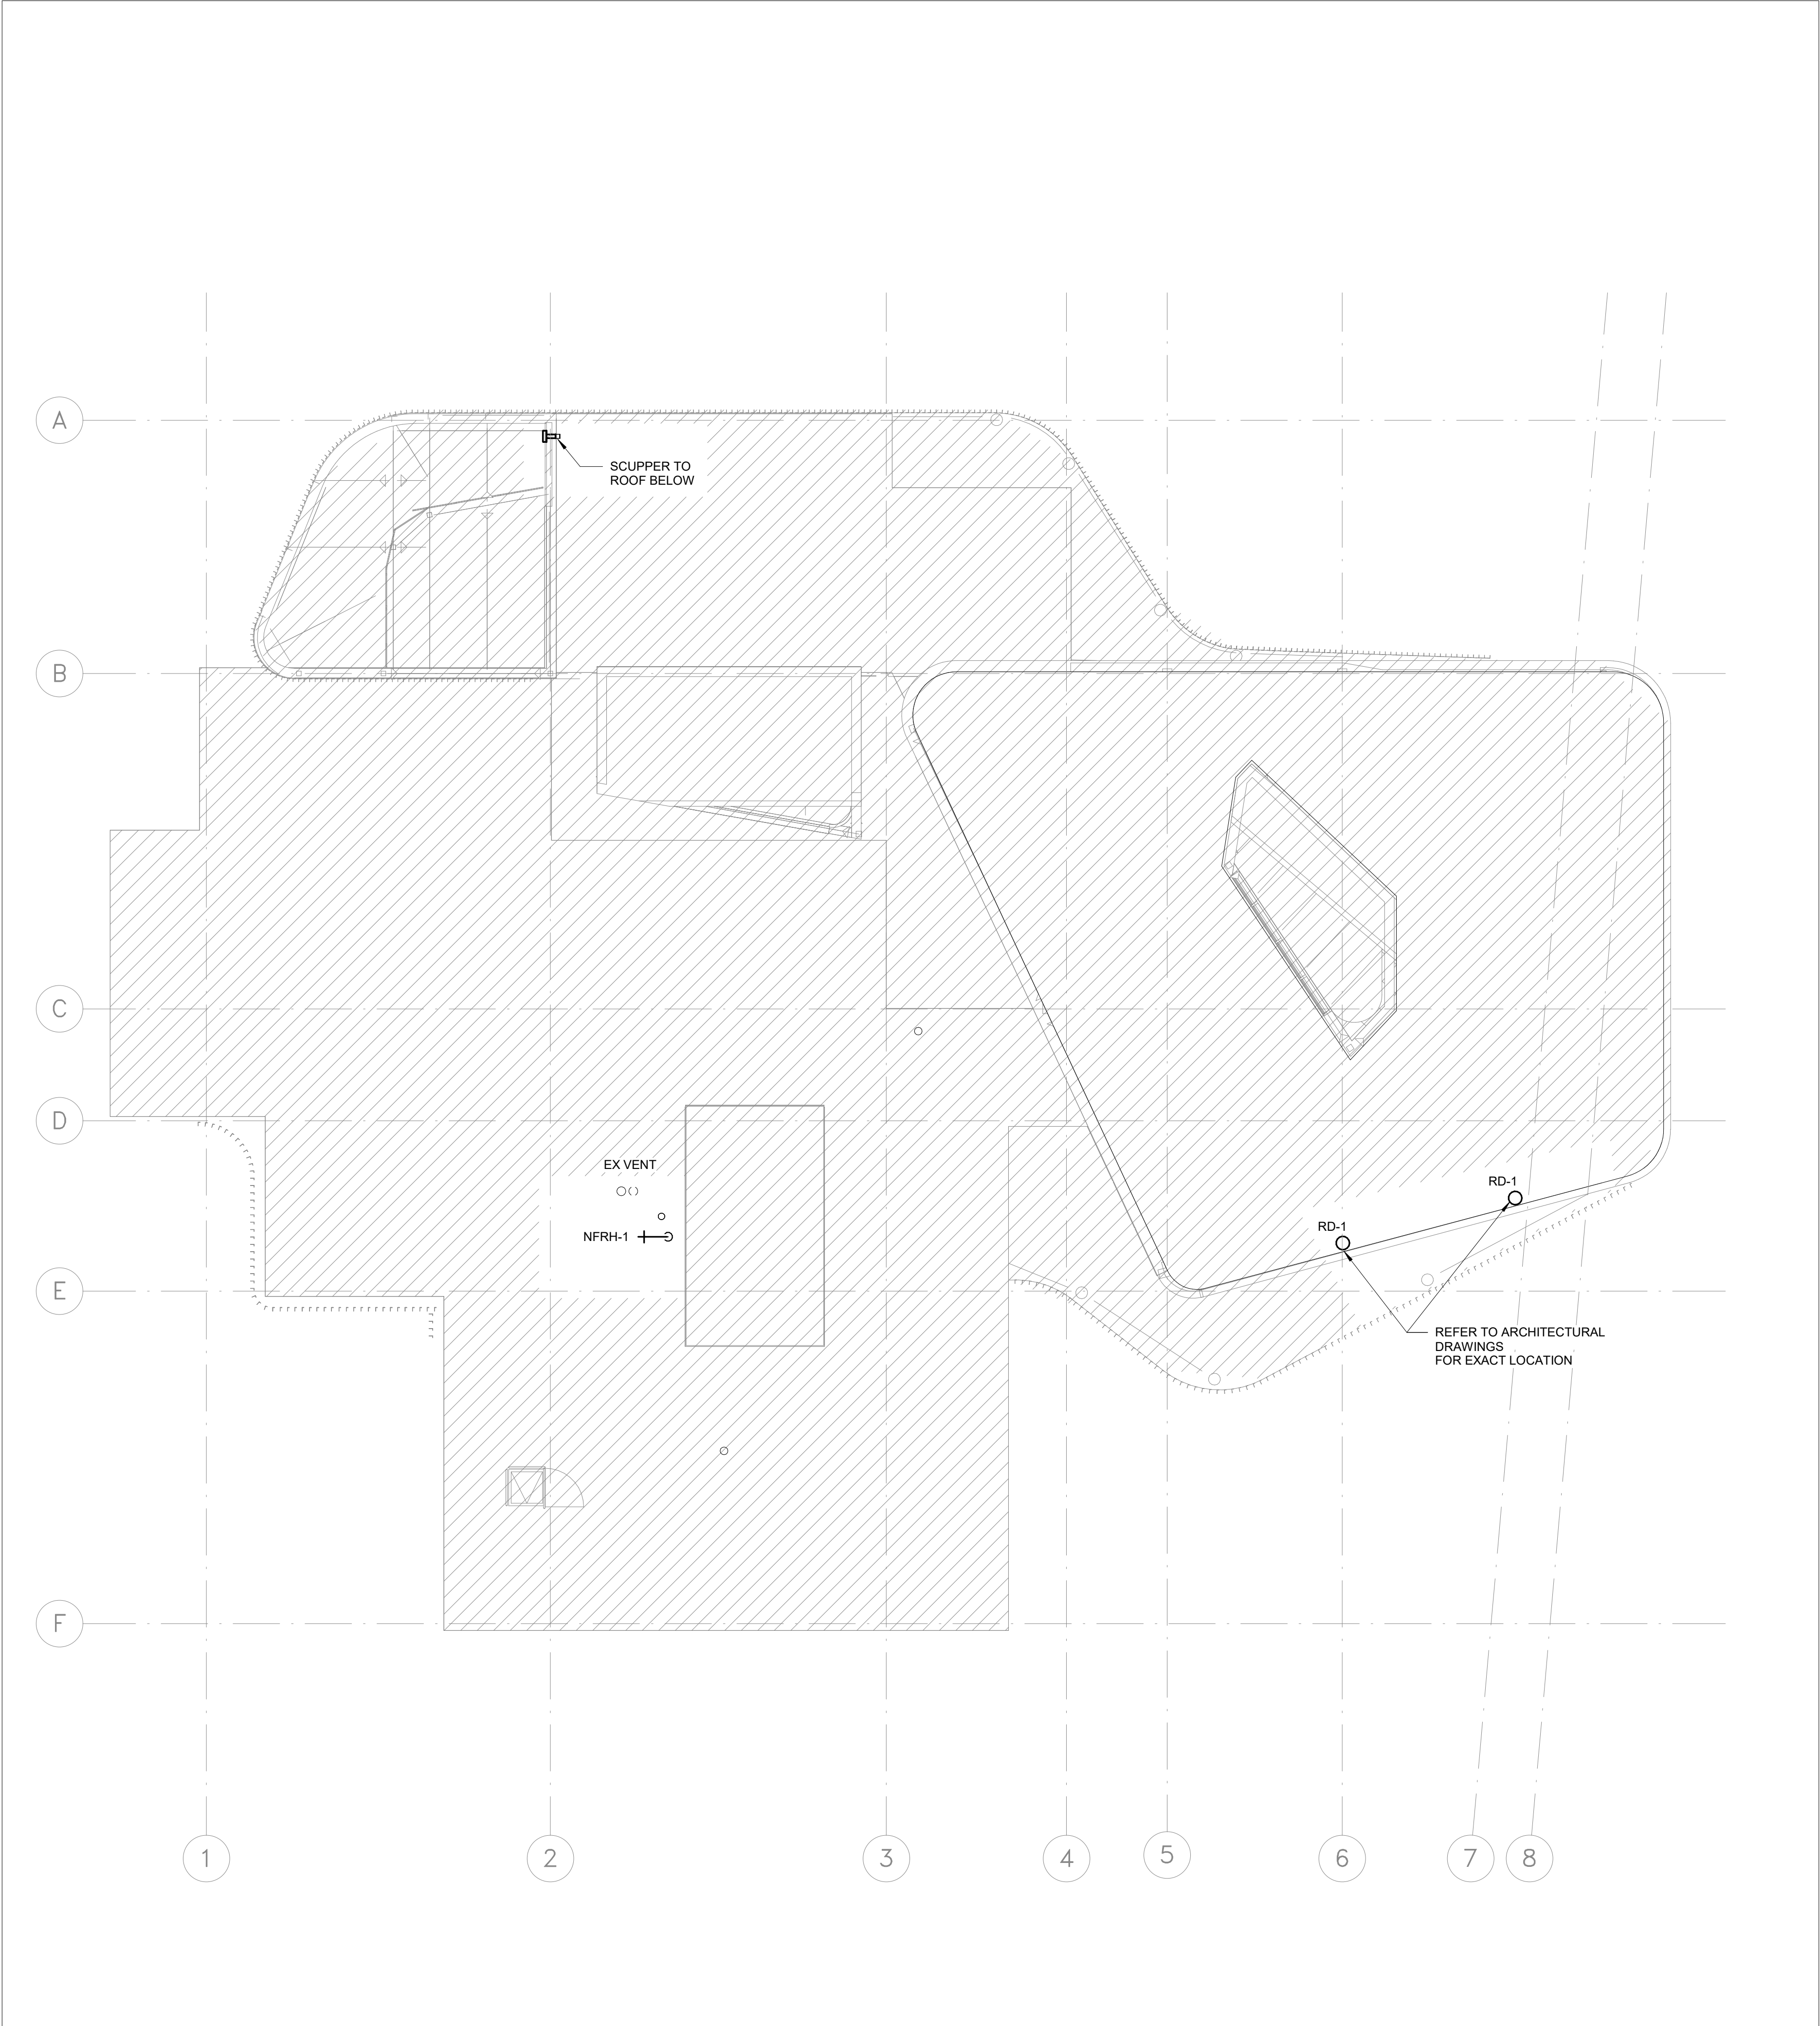 A
SCUPPER TO
ROOF BELOW
B
C
D
EX VENT
RD-1
RD-1
NFRH-1
E
REFER TO ARCHITECTURAL
DRAWINGS
FOR EXACT LOCATION
F
1
2
3
4
5
6
7
8